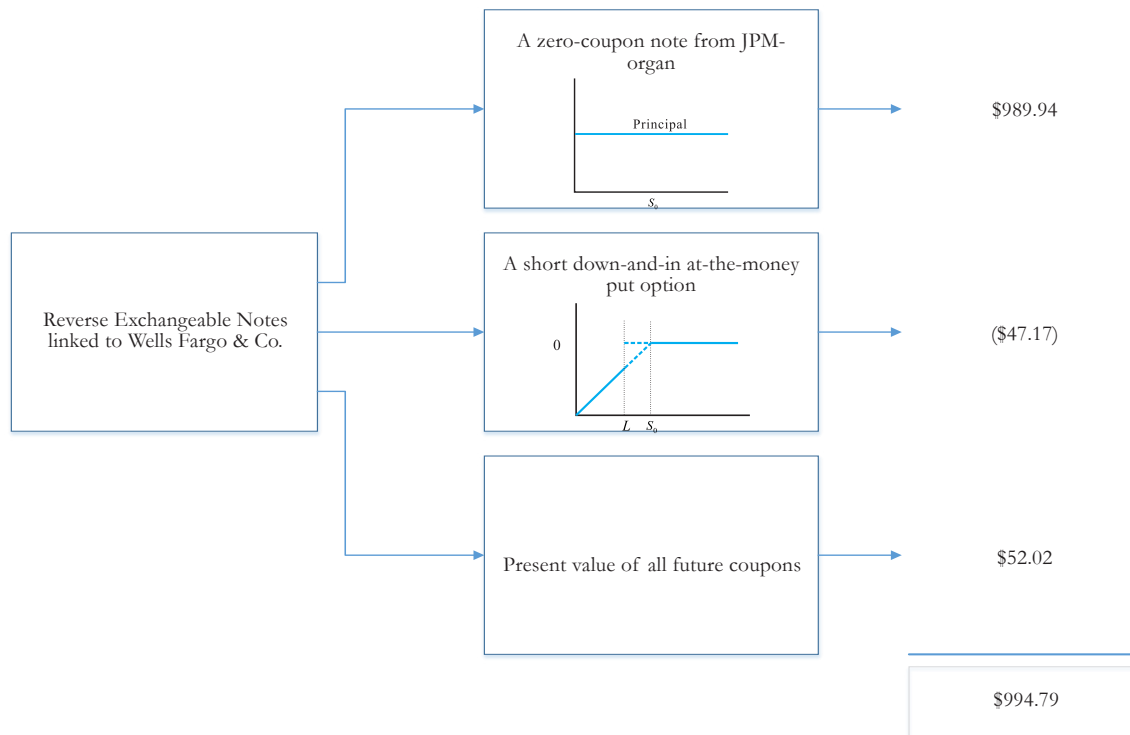 A zero-coupon note from JPM-
organ
Principal
S₀
$989.94
Reverse Exchangeable Notes
linked to Wells Fargo & Co.
A short down-and-in at-the-money
put option
0
L S₀
($47.17)
Present value of all future coupons
$52.02
$994.79